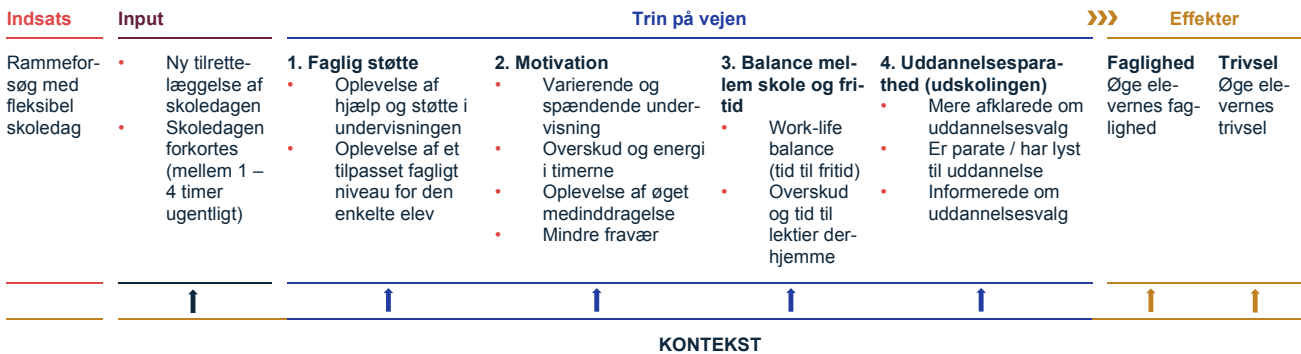 Indsats
Input
Trin på vejen
Effekter
Rammefor-
søg med
fleksibel
skoledag
• Ny tilrette-
læggelse af
skoledagen
• Skoledagen
forkortes
(mellem 1 –
4 timer
ugentligt)
1. Faglig støtte
• Oplevelse af
hjælp og støtte i
undervisningen
• Oplevelse af et
tilpasset fagligt
niveau for den
enkelte elev
2. Motivation
• Varierende og
spændende under-
visning
• Overskud og energi
i timerne
• Oplevelse af øget
medinddragelse
• Mindre fravær
3. Balance mel-
lem skole og fri-
tid
• Work-life
balance
(tid til fritid)
• Overskud
og tid til
lektier der-
hjemme
4. Uddannelsespara-
thed (udskolingen)
• Mere afklarede om
uddannelsesvalg
• Er parate / har lyst
til uddannelse
• Informerede om
uddannelsesvalg
Faglighed
Øge ele-
vernes fag-
lighed
Trivsel
Øge ele-
vernes
trivsel
KONTEKST